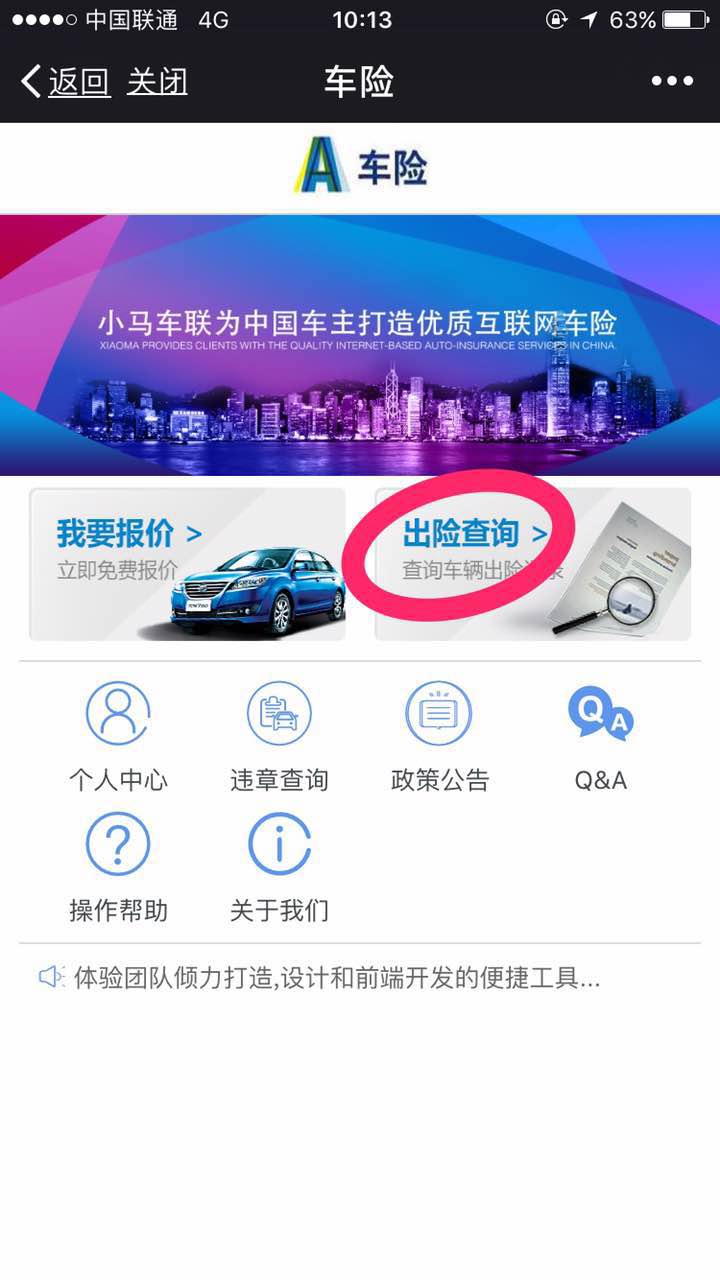 中国联通 4G 10:13 63%
返回 关闭 车险
A 车险
小马车联为中国车主打造优质互联网车险
XIAOMA PROVIDES CLIENTS WITH THE QUALITY INTERNET-BASED AUTO-INSURANCE SERVICES IN CHINA.
我要报价 >
立即免费报价
出险查询 >
查询车辆出险记录
个人中心 违章查询 政策公告 Q&A
操作帮助 关于我们
体验团队倾力打造,设计和前端开发的便捷工具...